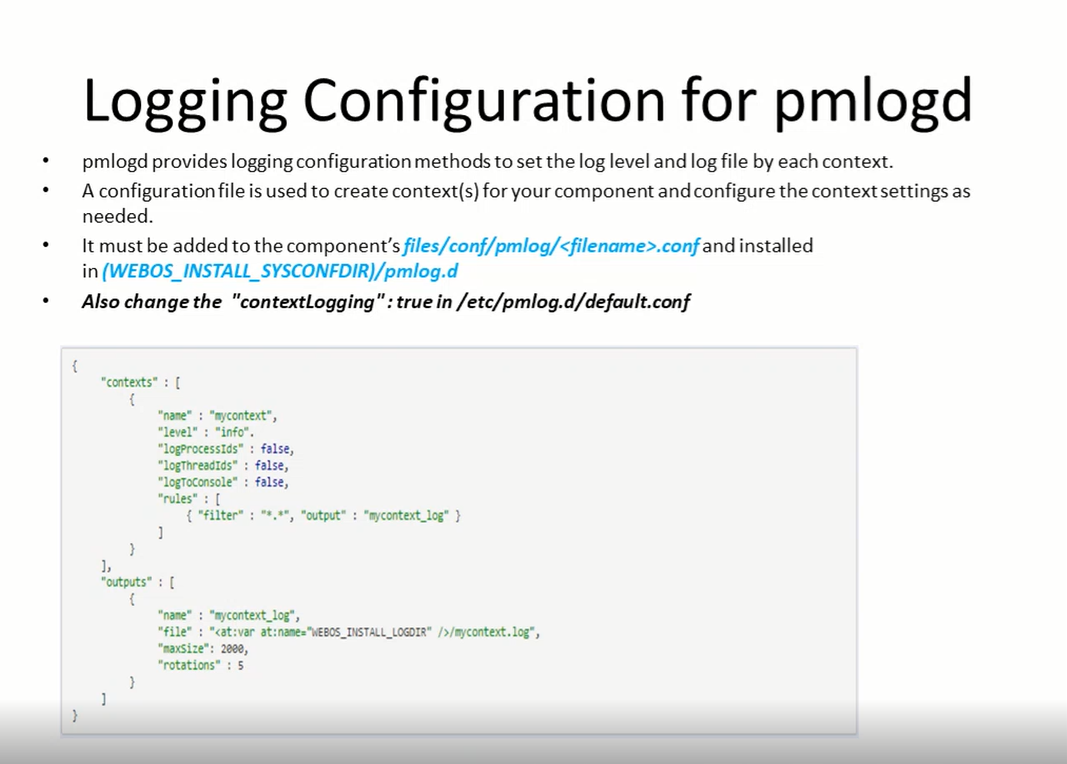 Logging Configuration for pmlogd
• pmlogd provides logging configuration methods to set the log level and log file by each context.
• A configuration file is used to create context(s) for your component and configure the context settings as
needed.
• It must be added to the component's files/conf/pmlog/<filename>.conf and installed
in (WEBOS_INSTALL_SYSCONFDIR)/pmlog.d
• Also change the "contextLogging" : true in /etc/pmlog.d/default.conf
{
"contexts" : [
{
"name" : "mycontext",
"level" : "info".
"logProcessIds" : false,
"logThreadIds" : false,
"logToConsole" : false,
"rules" : [
{ "filter" : "*.*", "output" : "mycontext_log" }
]
}
],
"outputs" : [
{
"name" : "mycontext_log",
"file" : "<at:var at:name="WEBOS_INSTALL_LOGDIR" />/mycontext.log",
"maxSize": 2000,
"rotations" : 5
}
]
}